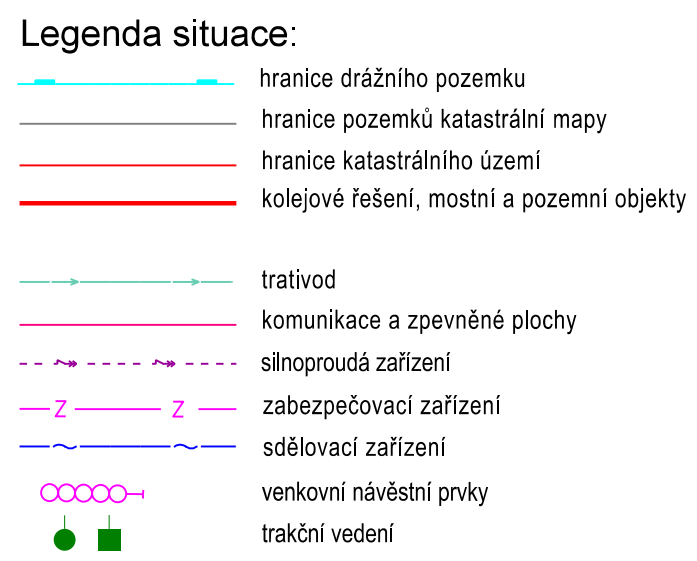 Legenda situace:
hranice drážního pozemku
hranice pozemků katastrální mapy
hranice katastrálního území
kolejové řešení, mostní a pozemní objekty
trativod
komunikace a zpevněné plochy
silnoproudá zařízení
Z Z zabezpečovací zařízení
sdělovací zařízení
venkovní návěstní prvky
trakční vedení